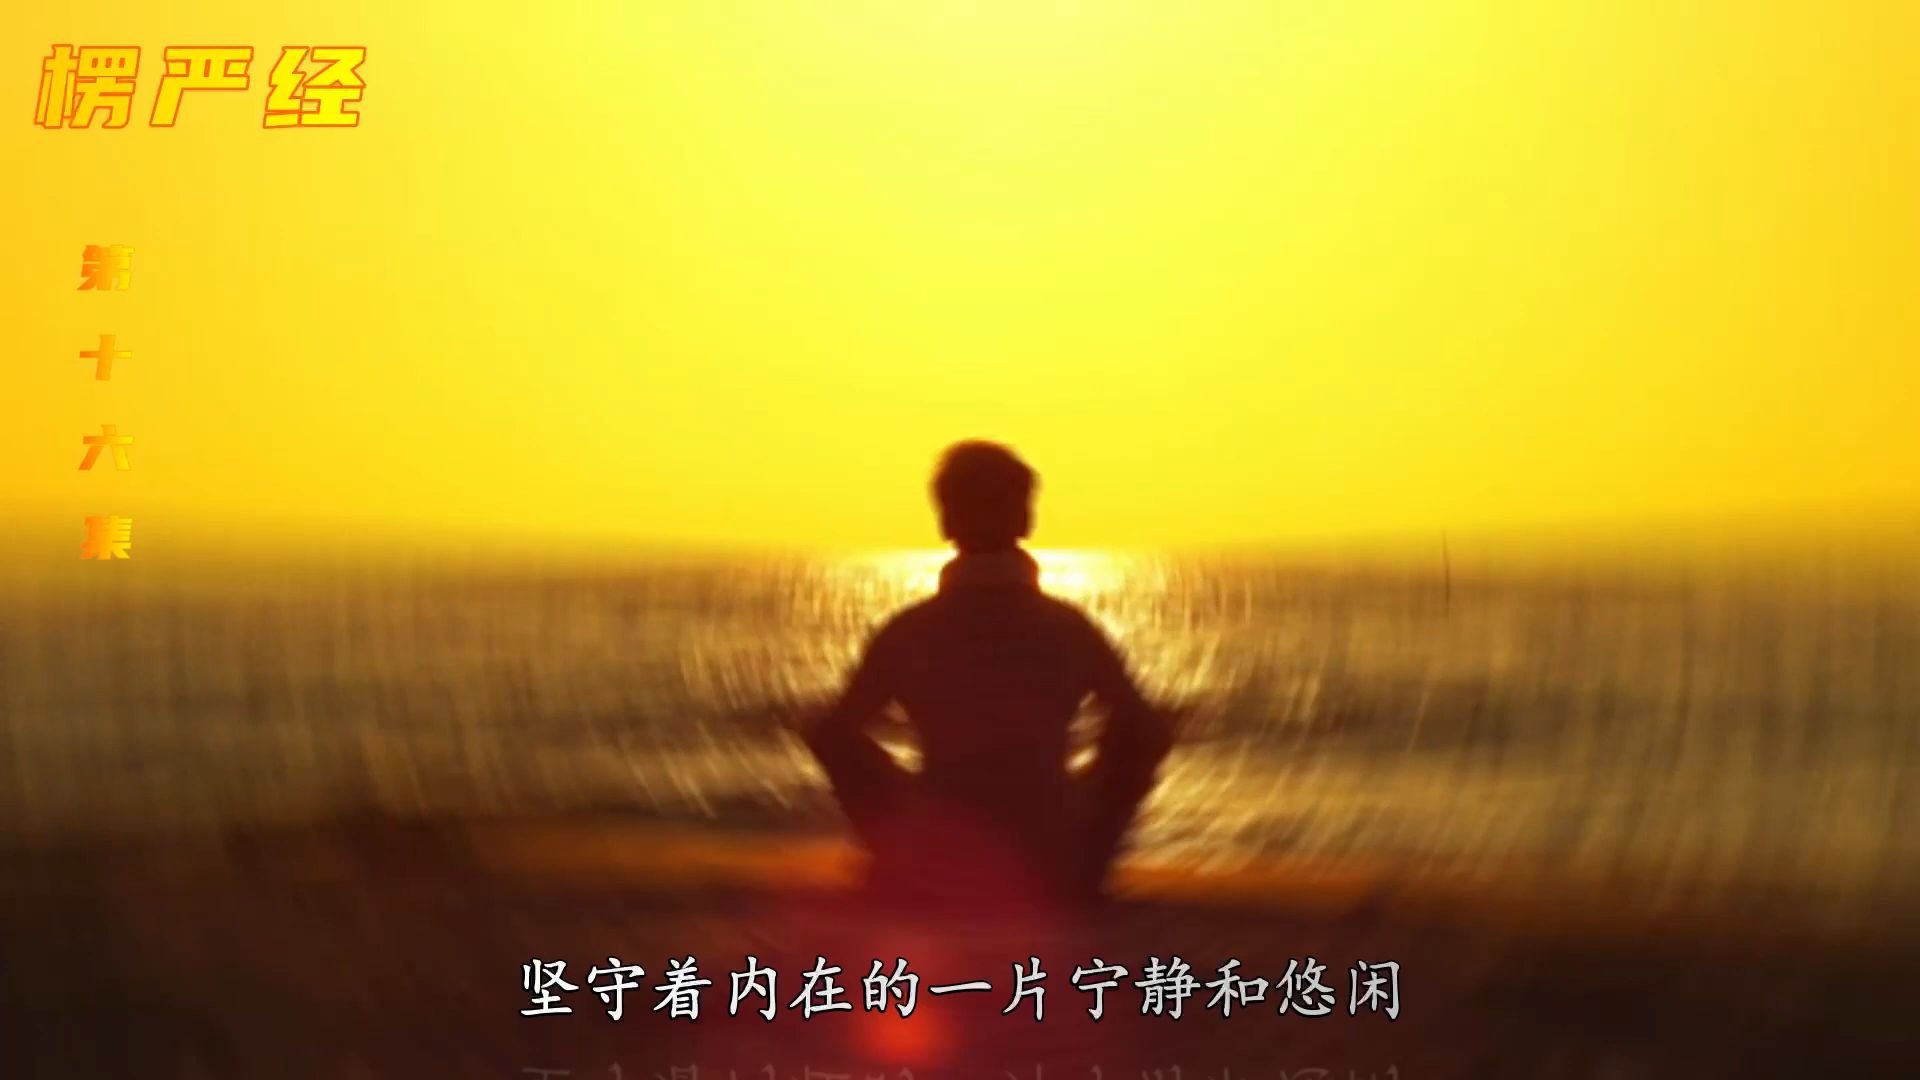 楞严经
第十六集
坚守着内在的一片宁静和悠闲